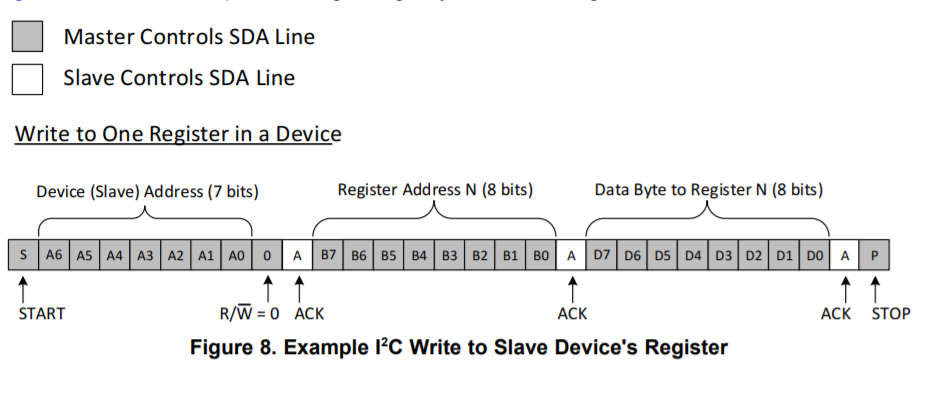 Master Controls SDA Line
Slave Controls SDA Line
Write to One Register in a Device
Device (Slave) Address (7 bits) Register Address N (8 bits) Data Byte to Register N (8 bits)
S A6 A5 A4 A3 A2 A1 A0 0 A B7 B6 B5 B4 B3 B2 B1 B0 A D7 D6 D5 D4 D3 D2 D1 D0 A P
START R/W̅ = 0 ACK ACK ACK STOP
Figure 8. Example I²C Write to Slave Device's Register